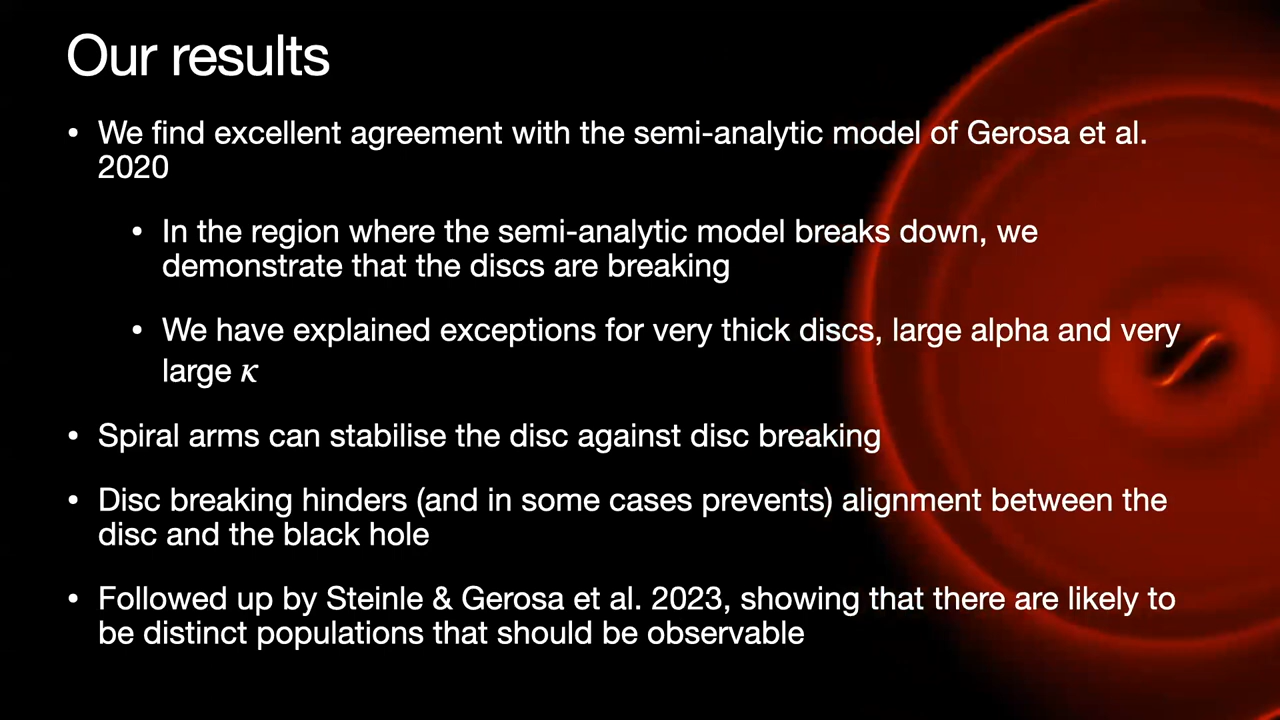 Our results
• We find excellent agreement with the semi-analytic model of Gerosa et al.
2020
• In the region where the semi-analytic model breaks down, we
demonstrate that the discs are breaking
• We have explained exceptions for very thick discs, large alpha and very
large κ
• Spiral arms can stabilise the disc against disc breaking
• Disc breaking hinders (and in some cases prevents) alignment between the
disc and the black hole
• Followed up by Steinle & Gerosa et al. 2023, showing that there are likely to
be distinct populations that should be observable